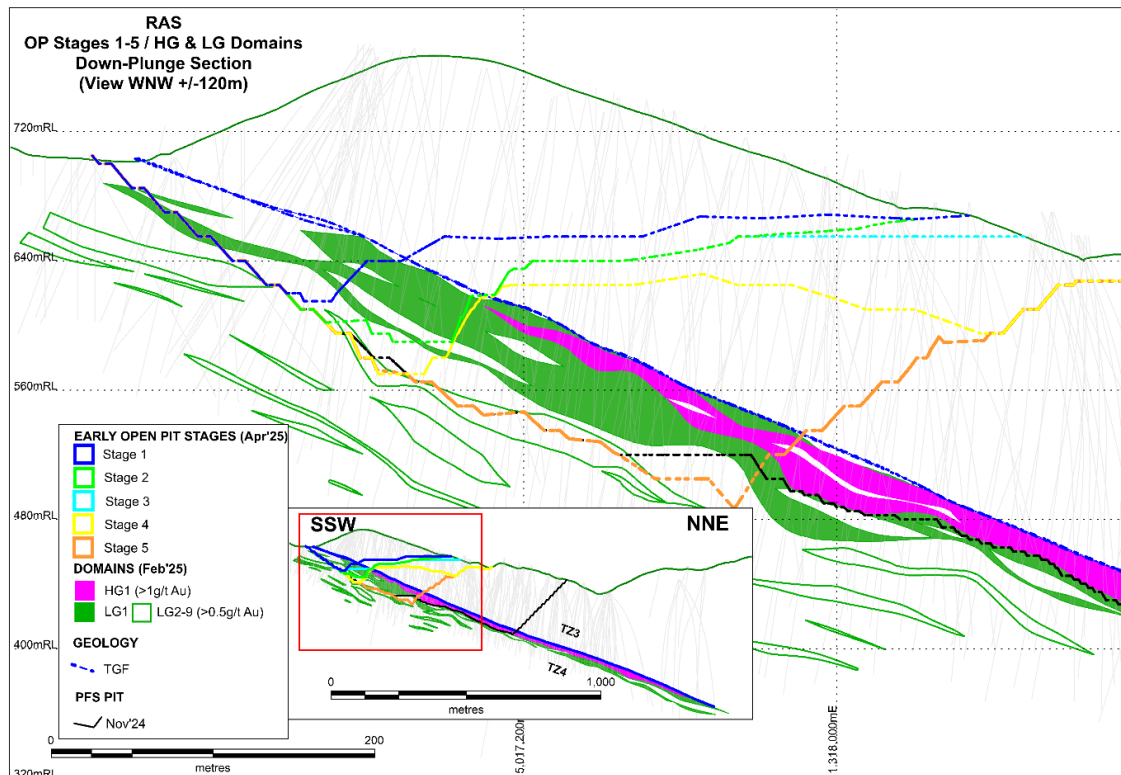 RAS
OP Stages 1-5 / HG & LG Domains
Down-Plunge Section
(View WNW +/-120m)
720mRL
640mRL
560mRL
480mRL
400mRL
320mRL
EARLY OPEN PIT STAGES (Apr'25)
Stage 1
Stage 2
Stage 3
Stage 4
Stage 5
DOMAINS (Feb'25)
HG1 (>1g/t Au)
LG1 LG2-9 (>0.5g/t Au)
GEOLOGY
TGF
PFS PIT
Nov'24
0 200
metres
SSW NNE
TZ3
TZ4
0 1,000
metres
5,017,200r
1,318,000mE